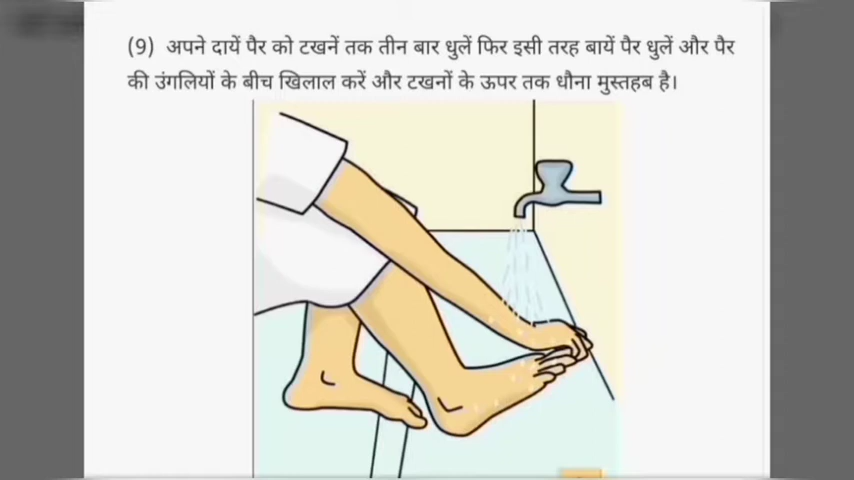 (9) अपने दायें पैर को टखनें तक तीन बार धुलें फिर इसी तरह बायें पैर धुलें और पैर
की उंगलियों के बीच खिलाल करें और टखनों के ऊपर तक धौना मुस्तहब है।